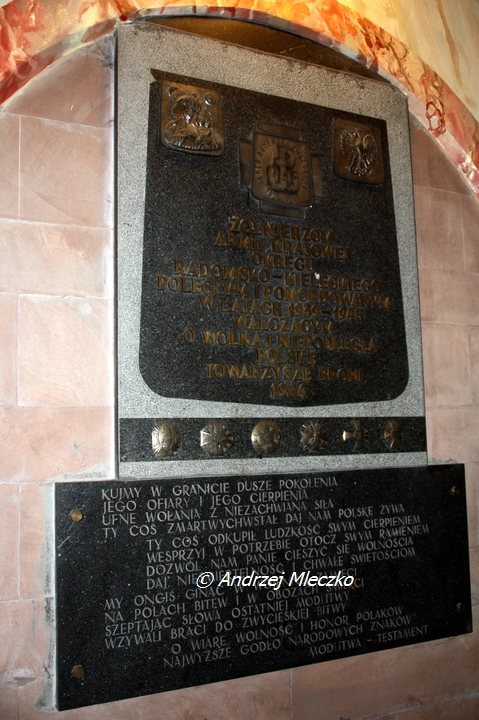 ŻOŁNIERZOM
ARMII KRAJOWEJ
OKRĘGU
RADOMSKO-KIELECKIEGO
POLEGŁYM I POMORDOWANYM
W LATACH 1939-1945
WALCZĄCYM
O WOLNĄ I NIEPODLEGŁĄ
POLSKĘ
TOWARZYSZE BRONI
KUJMY W GRANICIE DUSZE POKOLENIA
JEGO OFIARY I JEGO CIERPIENIA
UFNE WOŁANIA Z NIEZACHWIANĄ SIŁĄ
TY COŚ ZMARTWYCHWSTAŁ DAJ NAM POLSKĘ ŻYWĄ
TY COŚ ODKUPIŁ LUDZKOŚĆ SWYM CIERPIENIEM
WESPRZYJ W POTRZEBIE OTOCZ SWYM RAMIENIEM
DOZWÓL NAM PANIE CIESZYĆ SIĘ WOLNOŚCIĄ
DAJ CHWAŁĘ ŚWIĘTOŚCIOM
MY ONGIŚ GINĄC
NA POLACH BITEW I W OBOZACH
SZEPTAJĄC SŁOWA OSTATNIEJ MODLITWY
WZYWALI BRACI DO ZWYCIĘSKIEJ BITWY
O WIARĘ WOLNOŚĆ I HONOR POLAKÓW
NAJWYŻSZE GODŁO NARODOWYCH ZNAKÓW
MODLITWA - TESTAMENT
© Andrzej Mleczko